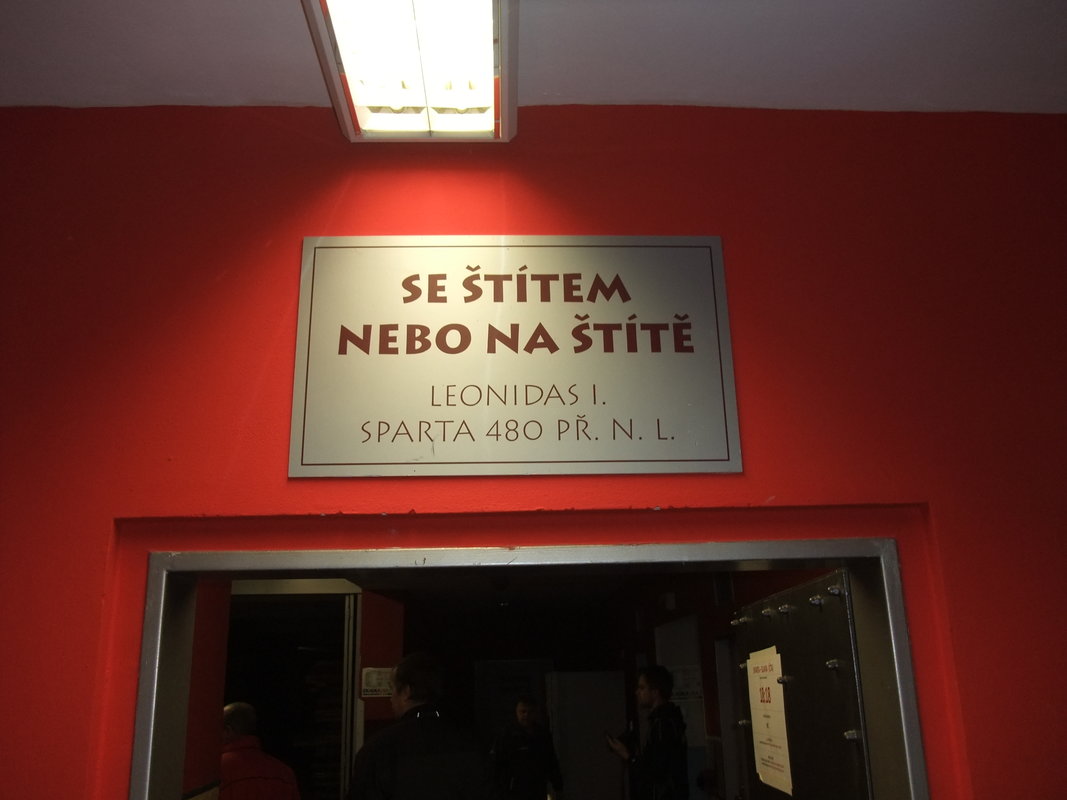 SE ŠTÍTEM
NEBO NA ŠTÍTĚ
LEONIDAS I.
SPARTA 480 PŘ. N. L.